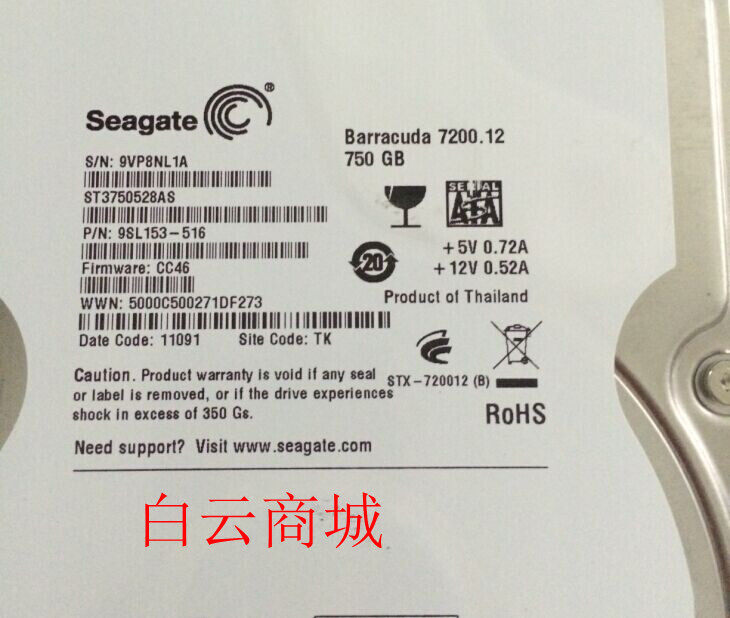 Seagate®
S/N: 9VP8NL1A
ST3750528AS
P/N: 9SL153-516
Firmware: CC46
WWN: 5000C500271DF273
Date Code: 11091 Site Code: TK
Barracuda 7200.12
750 GB
SERIAL
ATA
20
+5V 0.72A
+12V 0.52A
Product of Thailand
STX-720012 (B)
RoHS
Caution. Product warranty is void if any seal
or label is removed, or if the drive experiences
shock in excess of 350 Gs.
Need support? Visit www.seagate.com
白云商城